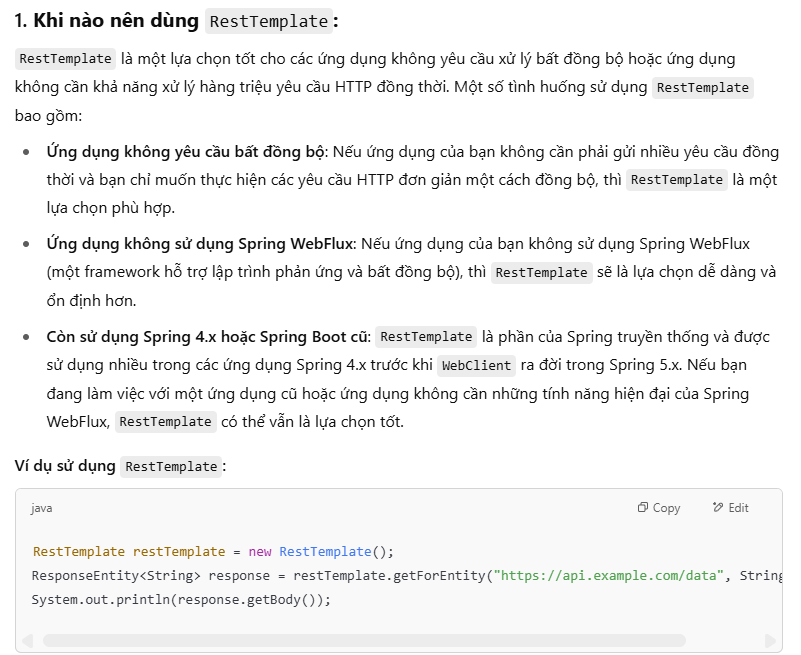 1. Khi nào nên dùng RestTemplate:
RestTemplate là một lựa chọn tốt cho các ứng dụng không yêu cầu xử lý bất đồng bộ hoặc ứng dụng
không cần khả năng xử lý hàng triệu yêu cầu HTTP đồng thời. Một số tình huống sử dụng RestTemplate
bao gồm:
• Ứng dụng không yêu cầu bất đồng bộ: Nếu ứng dụng của bạn không cần phải gửi nhiều yêu cầu đồng
thời và bạn chỉ muốn thực hiện các yêu cầu HTTP đơn giản một cách đồng bộ, thì RestTemplate là một
lựa chọn phù hợp.
• Ứng dụng không sử dụng Spring WebFlux: Nếu ứng dụng của bạn không sử dụng Spring WebFlux
(một framework hỗ trợ lập trình phản ứng và bất đồng bộ), thì RestTemplate sẽ là lựa chọn dễ dàng và
ổn định hơn.
• Còn sử dụng Spring 4.x hoặc Spring Boot cũ: RestTemplate là phần của Spring truyền thống và được
sử dụng nhiều trong các ứng dụng Spring 4.x trước khi WebClient ra đời trong Spring 5.x. Nếu bạn
đang làm việc với một ứng dụng cũ hoặc ứng dụng không cần những tính năng hiện đại của Spring
WebFlux, RestTemplate có thể vẫn là lựa chọn tốt.
Ví dụ sử dụng RestTemplate:
java Copy Edit
RestTemplate restTemplate = new RestTemplate();
ResponseEntity<String> response = restTemplate.getForEntity("https://api.example.com/data", String
System.out.println(response.getBody());